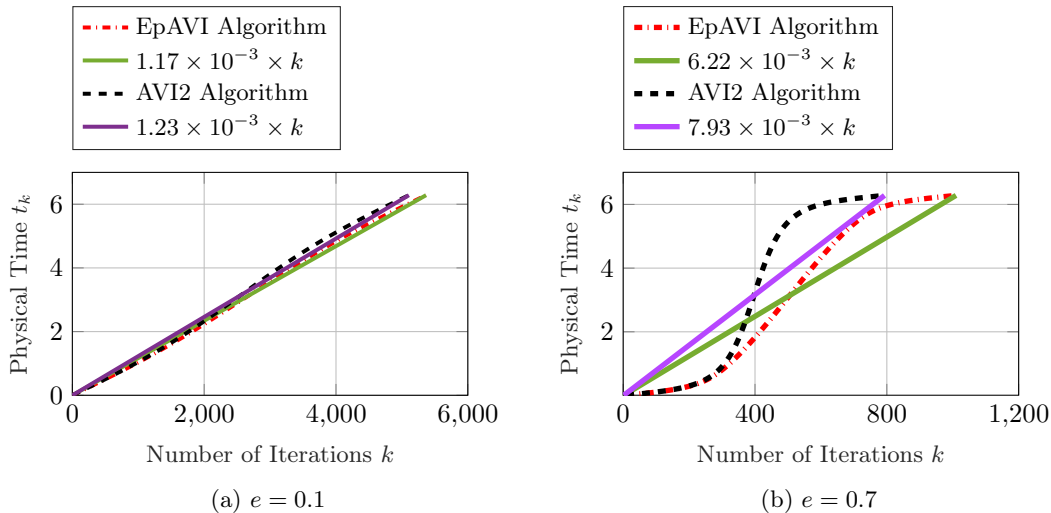 EpAVI Algorithm
1.17 × 10⁻³ × k
AVI2 Algorithm
1.23 × 10⁻³ × k
Physical Time tₖ
6
4
2
0
0
2,000
4,000
6,000
Number of Iterations k
(a) e = 0.1
EpAVI Algorithm
6.22 × 10⁻³ × k
AVI2 Algorithm
7.93 × 10⁻³ × k
Physical Time tₖ
6
4
2
0
0
400
800
1,200
Number of Iterations k
(b) e = 0.7